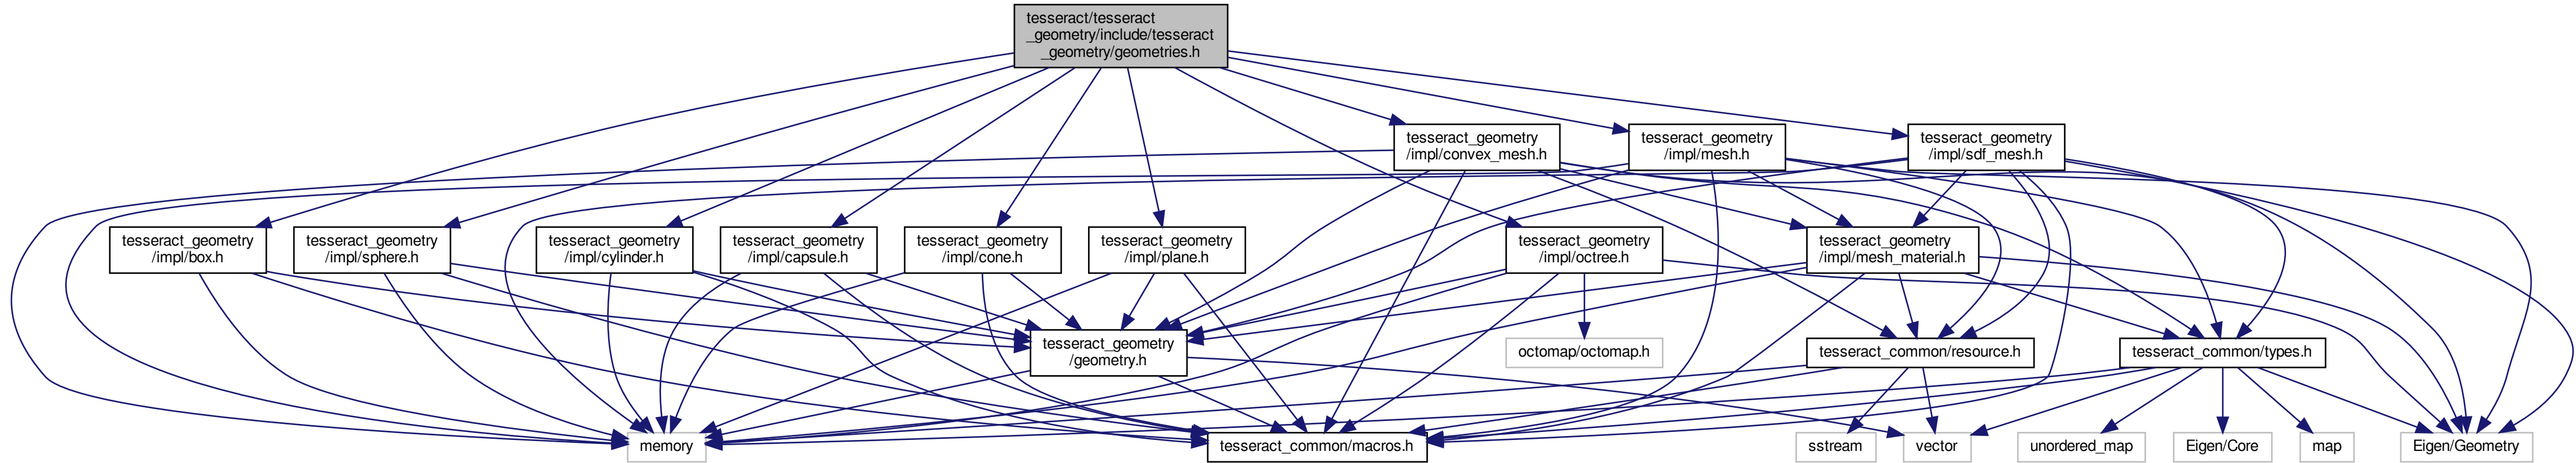 tesseract/tesseract
_geometry/include/tesseract
_geometry/geometries.h
tesseract_geometry
/impl/convex_mesh.h
tesseract_geometry
/impl/mesh.h
tesseract_geometry
/impl/sdf_mesh.h
tesseract_geometry
/impl/box.h
tesseract_geometry
/impl/sphere.h
tesseract_geometry
/impl/cylinder.h
tesseract_geometry
/impl/capsule.h
tesseract_geometry
/impl/cone.h
tesseract_geometry
/impl/plane.h
tesseract_geometry
/impl/octree.h
tesseract_geometry
/impl/mesh_material.h
tesseract_geometry
/geometry.h
octomap/octomap.h
tesseract_common/resource.h
tesseract_common/types.h
memory
tesseract_common/macros.h
sstream
vector
unordered_map
Eigen/Core
map
Eigen/Geometry